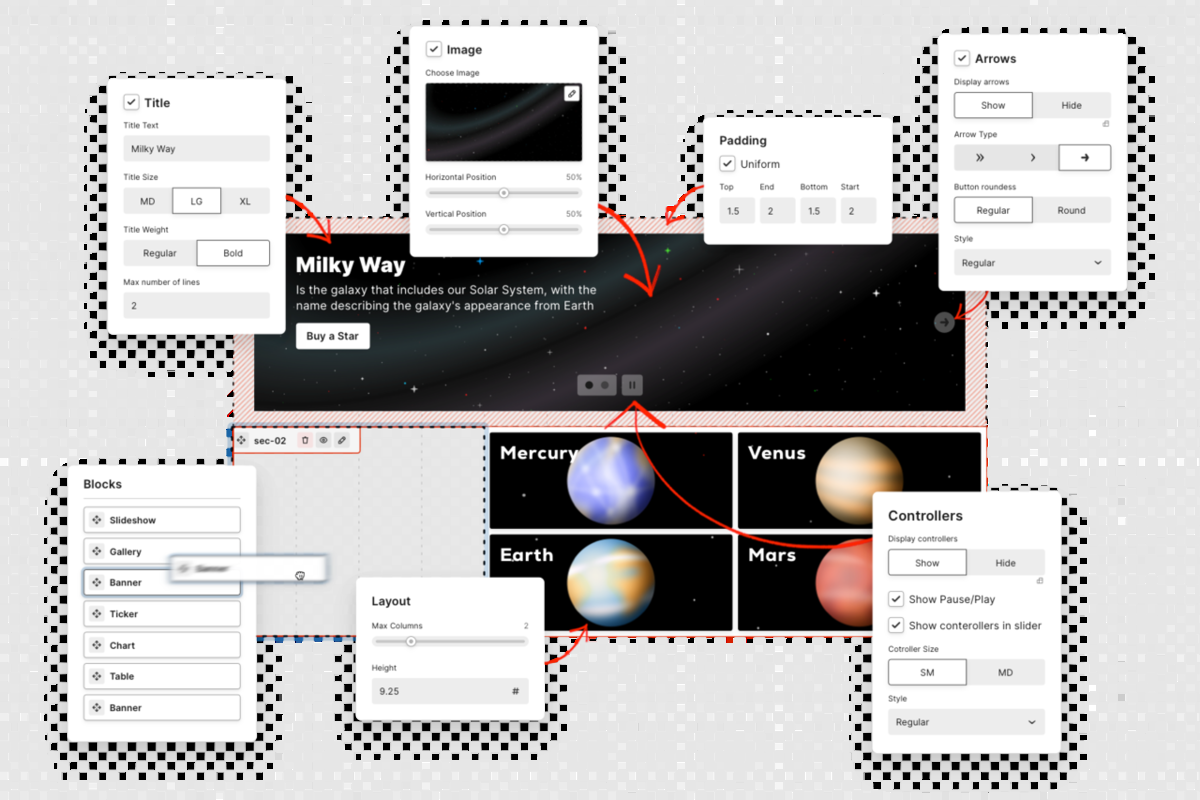 Title
Title Text
Milky Way
Title Size
MD LG XL
Title Weight
Regular Bold
Max number of lines
2
Image
Choose Image
Horizontal Position 50%
Vertical Position 50%
Padding
Uniform
Top End Bottom Start
1.5 2 1.5 2
Arrows
Display arrows
Show Hide
Arrow Type
Button roundess
Regular Round
Style
Regular
Milky Way
Is the galaxy that includes our Solar System, with the
name describing the galaxy's appearance from Earth
Buy a Star
sec-02
Mercury
Venus
Earth
Mars
Blocks
Slideshow
Gallery
Banner
Banner
Ticker
Chart
Table
Banner
Layout
Max Columns 2
Height
9.25 #
Controllers
Display controllers
Show Hide
Show Pause/Play
Show conterollers in slider
Cotroller Size
SM MD
Style
Regular